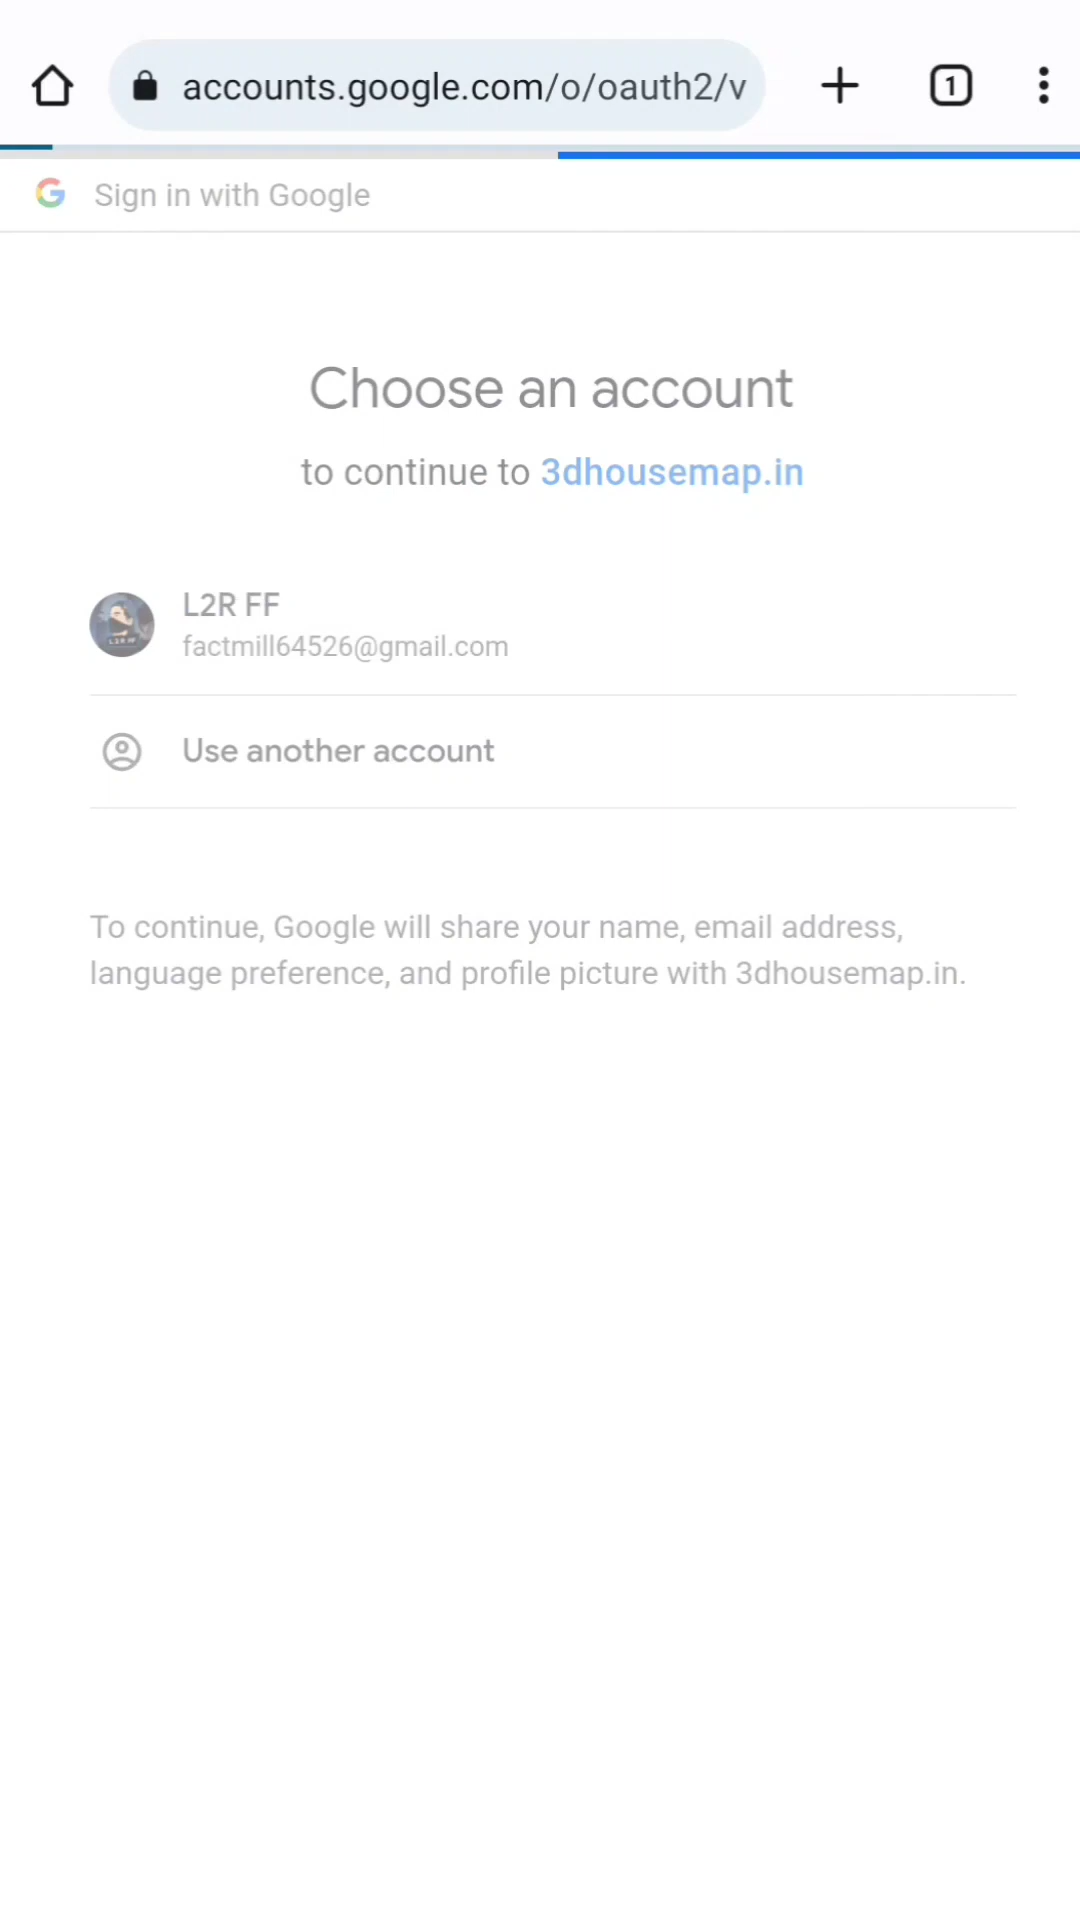 accounts.google.com/o/oauth2/v
1
Sign in with Google
Choose an account
to continue to 3dhousemap.in
L2R FF
factmill64526@gmail.com
Use another account
To continue, Google will share your name, email address,
language preference, and profile picture with 3dhousemap.in.